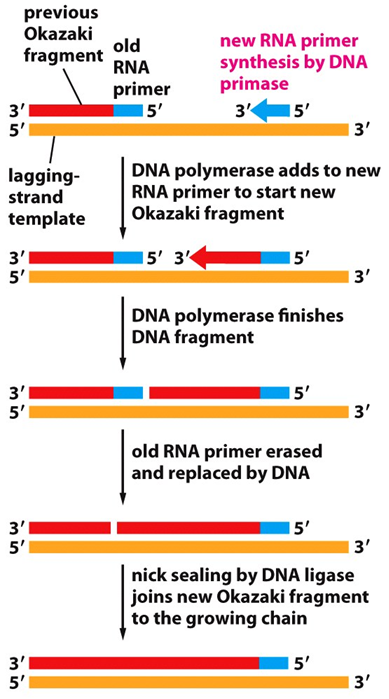 previous
Okazaki
fragment
old
RNA
primer
new RNA primer
synthesis by DNA
primase
3′ 5′ 3′ 5′
5′ 3′
lagging-
strand
template
DNA polymerase adds to new
RNA primer to start new
Okazaki fragment
3′ 5′ 3′ 5′
5′ 3′
DNA polymerase finishes
DNA fragment
3′ 5′
5′ 3′
old RNA primer erased
and replaced by DNA
3′ 5′
5′ 3′
nick sealing by DNA ligase
joins new Okazaki fragment
to the growing chain
3′ 5′
5′ 3′